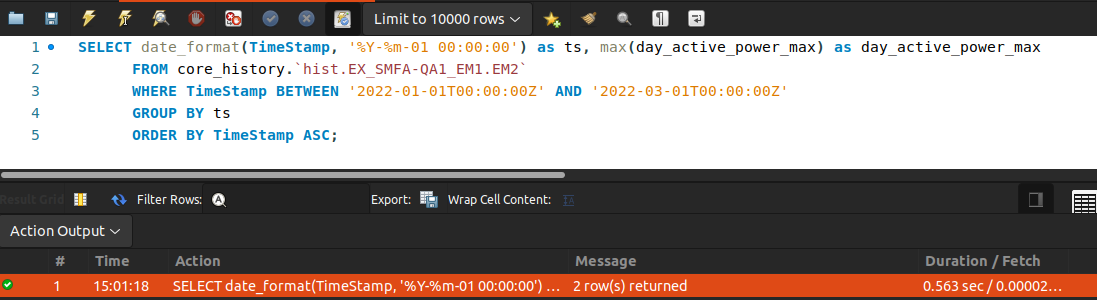 Limit to 10000 rows
1 SELECT date_format(TimeStamp, '%Y-%m-01 00:00:00') as ts, max(day_active_power_max) as day_active_power_max
2 FROM core_history.`hist.EX_SMFA-QA1_EM1.EM2`
3 WHERE TimeStamp BETWEEN '2022-01-01T00:00:00Z' AND '2022-03-01T00:00:00Z'
4 GROUP BY ts
5 ORDER BY TimeStamp ASC;
Result Grid Filter Rows: Export: Wrap Cell Content: IA
Action Output
# Time Action Message Duration / Fetch
1 15:01:18 SELECT date_format(TimeStamp, '%Y-%m-01 00:00:00') ... 2 row(s) returned 0.563 sec / 0.00002...